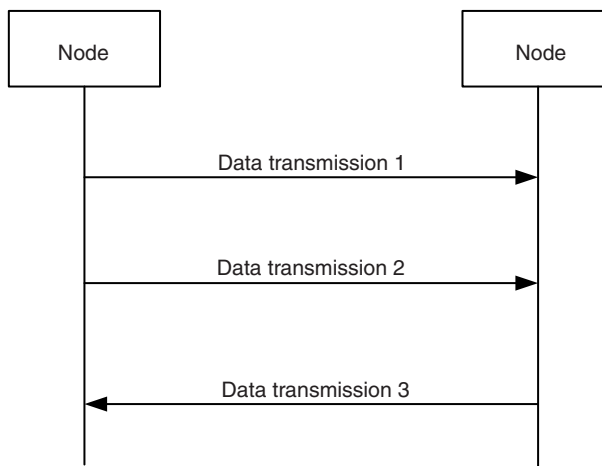 Node
Node
Data transmission 1
Data transmission 2
Data transmission 3